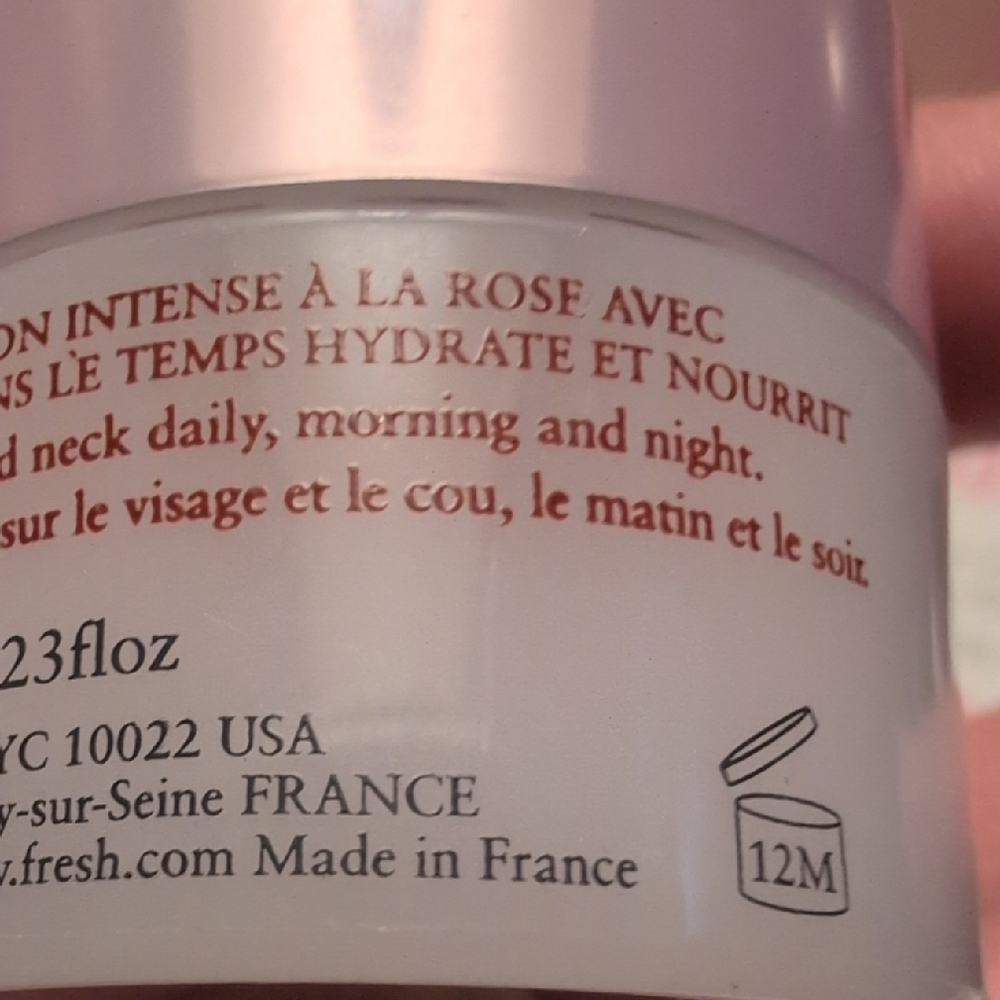 ON INTENSE À LA ROSE AVEC
NS LE TEMPS HYDRATE ET NOURRIT
d neck daily, morning and night.
sur le visage et le cou, le matin et le soir.
23floz
YC 10022 USA
y-sur-Seine FRANCE
v.fresh.com Made in France
12M